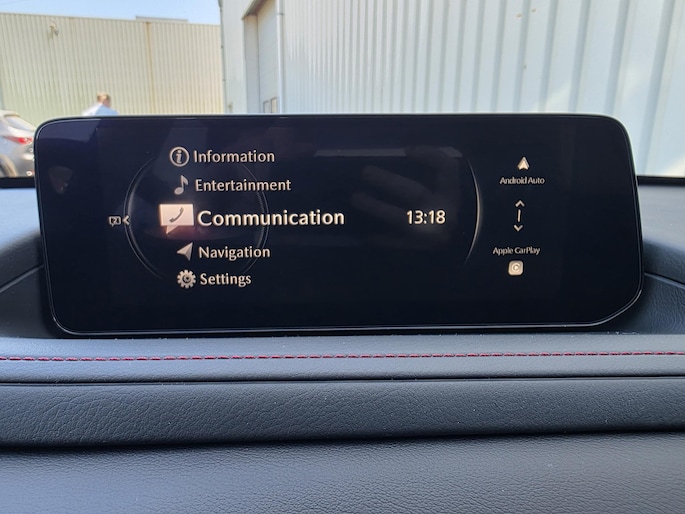 Information
Entertainment
Communication
13:18
Navigation
Settings
Android Auto
Apple CarPlay